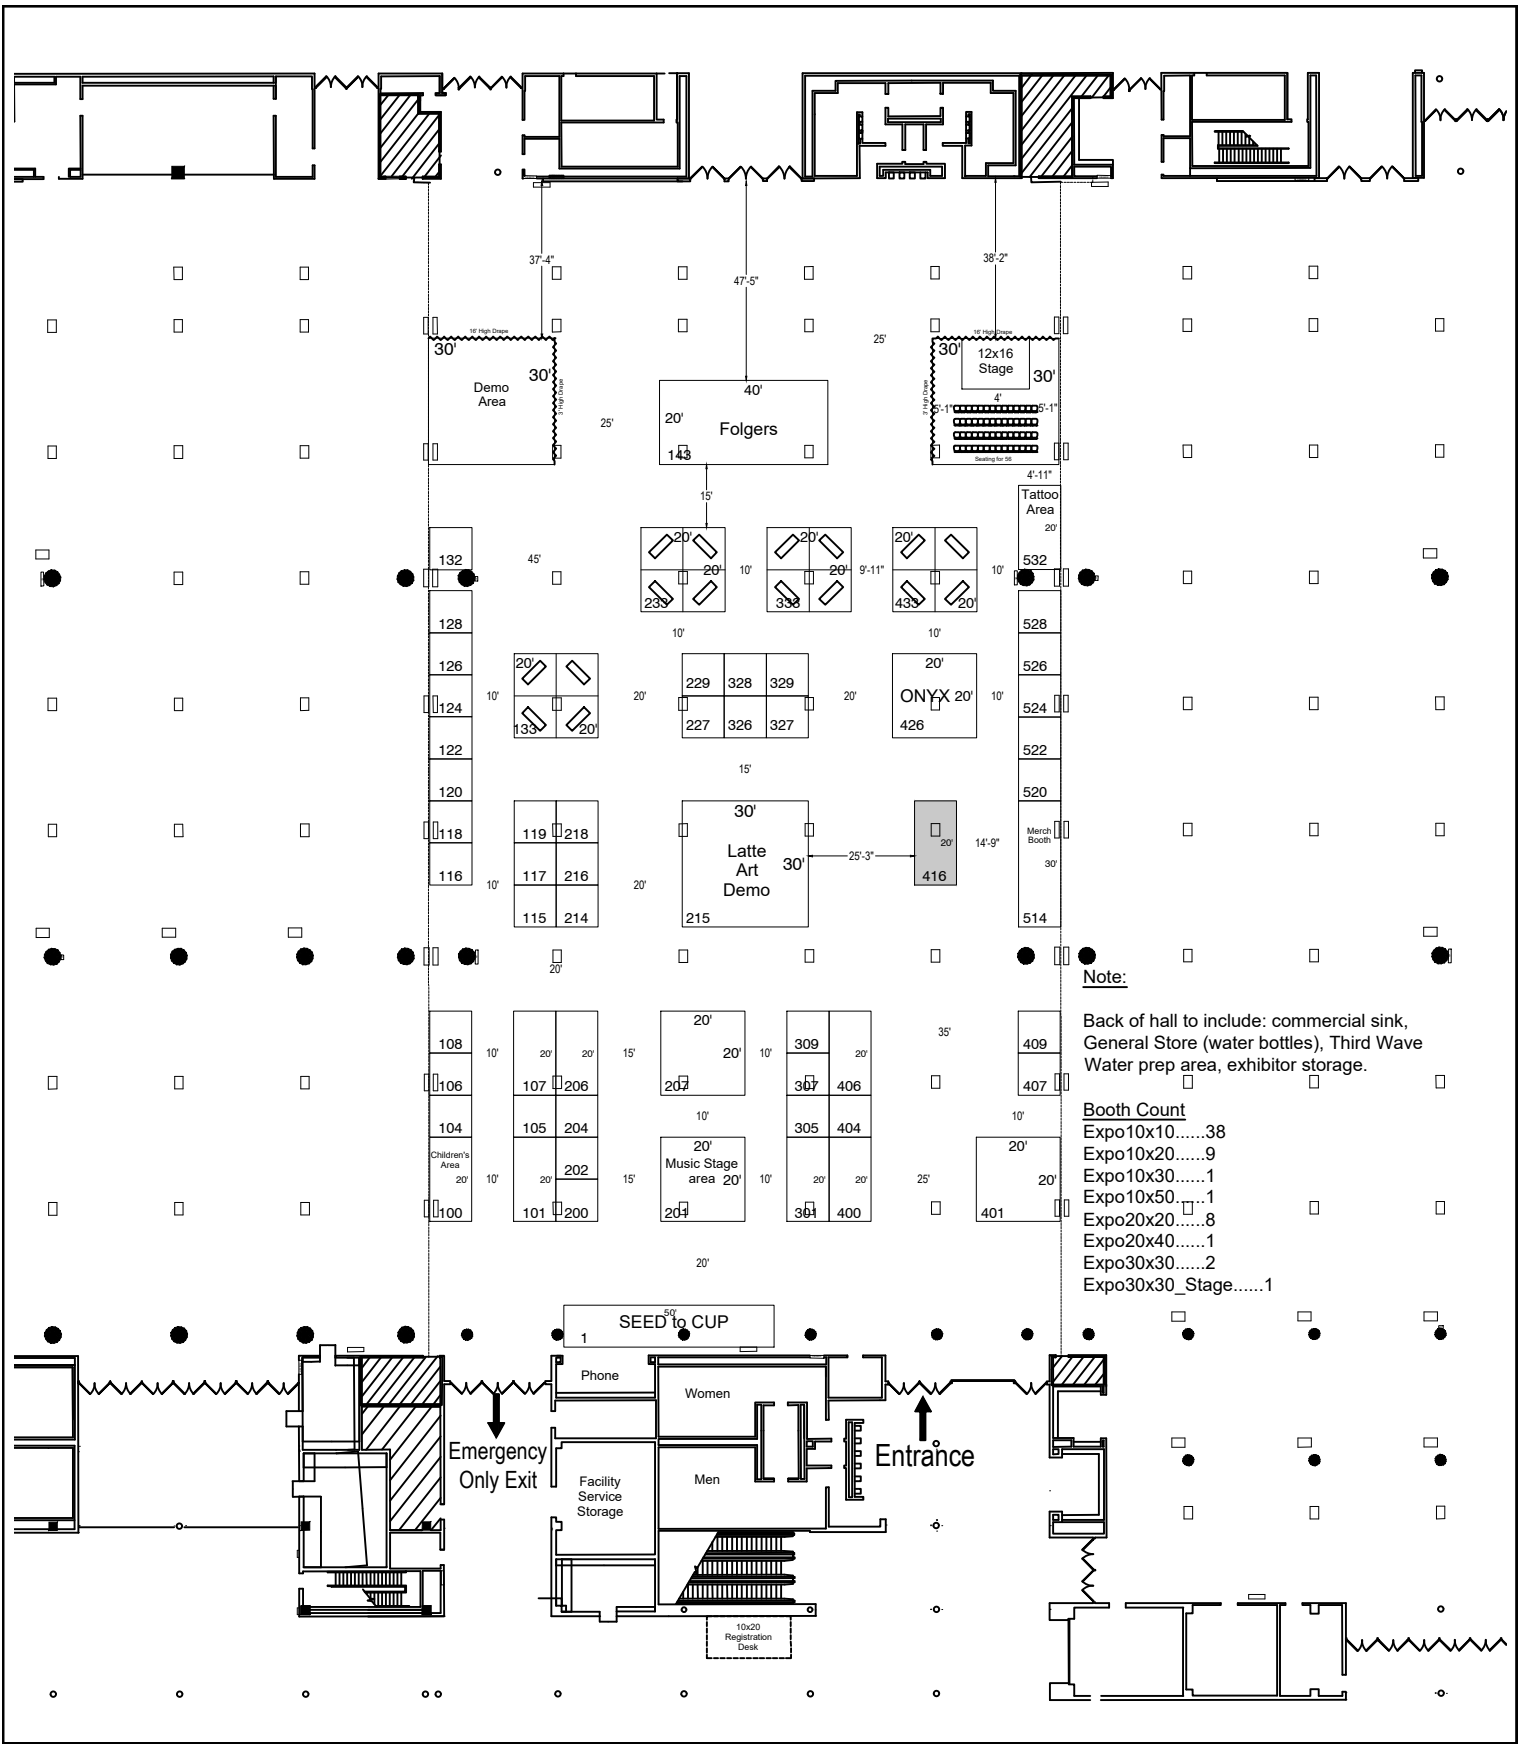 37'-4"
47'-5"
38'-2"
16' High Drape
30'
30'
Demo
Area
3' High Drape
25'
25'
40'
20'
Folgers
143
16' High Drape
30'
12x16
Stage
30'
3' High Drape
4'
5'-1"
5'-1"
Seating for 56
4'-11"
15'
Tattoo
Area
20'
532
132
45'
20'
20'
233
10'
20'
20'
333
9'-11"
20'
433
20'
10'
128
10'
10'
528
126
20'
133
20'
10'
20'
229
328
329
227
326
327
20'
20'
ONYX
20'
426
10'
526
124
524
122
522
15'
120
520
118
119
218
30'
Latte
Art
Demo
30'
215
25'-3"
20'
416
14'-9"
Merch
Booth
30'
514
116
10'
117
216
20'
115
214
20'
Note:
Back of hall to include: commercial sink,
General Store (water bottles), Third Wave
Water prep area, exhibitor storage.
108
10'
20'
20'
15'
20'
20'
207
10'
309
20'
35'
409
106
107
206
307
406
407
104
105
204
10'
305
404
10'
Children's
Area
20'
100
10'
20'
101
202
200
15'
20'
Music Stage
area
20'
201
10'
20'
301
20'
400
25'
20'
20'
401
Booth Count
Expo10x10......38
Expo10x20......9
Expo10x30......1
Expo10x50......1
Expo20x20......8
Expo20x40......1
Expo30x30......2
Expo30x30_Stage......1
20'
50'
SEED to CUP
1
Phone
Women
Men
Emergency
Only Exit
Facility
Service
Storage
Entrance
10x20
Registration
Desk